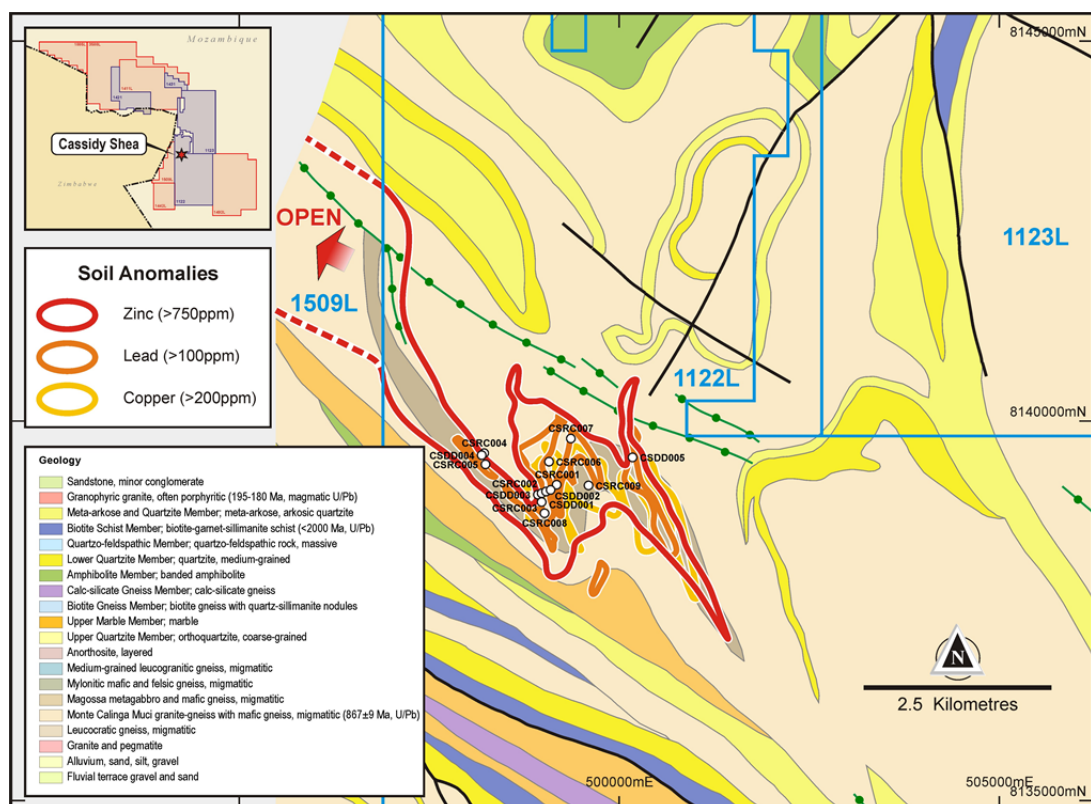 Mozambique
Cassidy Shea
Zimbabwe
Soil Anomalies
Zinc (>750ppm)
Lead (>100ppm)
Copper (>200ppm)
Geology
Sandstone, minor conglomerate
Granophyric granite, often porphyritic (195-180 Ma, magmatic U/Pb)
Meta-arkose and Quartzite Member; meta-arkose, arkosic quartzite
Biotite Schist Member; biotite-garnet-sillimanite schist (<2000 Ma, U/Pb)
Quartzo-feldspathic Member; quartzo-feldspathic rock, massive
Lower Quartzite Member; quartzite, medium-grained
Amphibolite Member; banded amphibolite
Calc-silicate Gneiss Member; calc-silicate gneiss
Biotite Gneiss Member; biotite gneiss with quartz-sillimanite nodules
Upper Marble Member; marble
Upper Quartzite Member; orthoquartzite, coarse-grained
Anorthosite, layered
Medium-grained leucogranitic gneiss, migmatitic
Mylonitic mafic and felsic gneiss, migmatitic
Magossa metagabbro and mafic gneiss, migmatitic
Monte Calinga Muci granite-gneiss with mafic gneiss, migmatitic (867±9 Ma, U/Pb)
Leucocratic gneiss, migmatitic
Granite and pegmatite
Alluvium, sand, silt, gravel
Fluvial terrace gravel and sand
8145000mN
OPEN
1509L
1123L
1122L
8140000mN
CSRC007
CSRC004
CSDD004
CSRC005
CSRC006
CSDD005
CSRC001
CSRC002
CSRC009
CSDD003
CSDD002
CSRC003
CSDD001
CSRC008
N
2.5 Kilometres
500000mE
505000mE
8135000mN